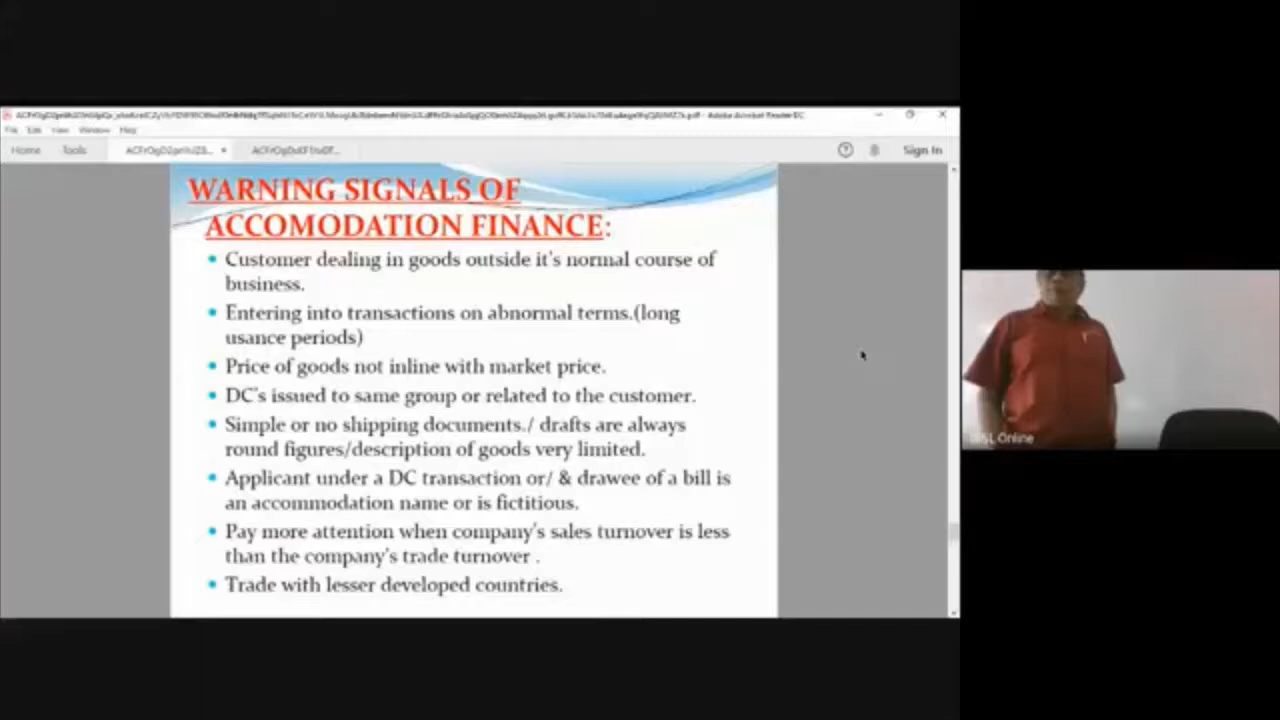 Adobe Acrobat Reader DC
File Edit View Window Help
Home Tools
Sign In
WARNING SIGNALS OF
ACCOMODATION FINANCE:
• Customer dealing in goods outside it's normal course of
business.
• Entering into transactions on abnormal terms.(long
usance periods)
• Price of goods not inline with market price.
• DC's issued to same group or related to the customer.
• Simple or no shipping documents./ drafts are always
round figures/description of goods very limited.
• Applicant under a DC transaction or/ & drawee of a bill is
an accommodation name or is fictitious.
• Pay more attention when company's sales turnover is less
than the company's trade turnover .
• Trade with lesser developed countries.
Online